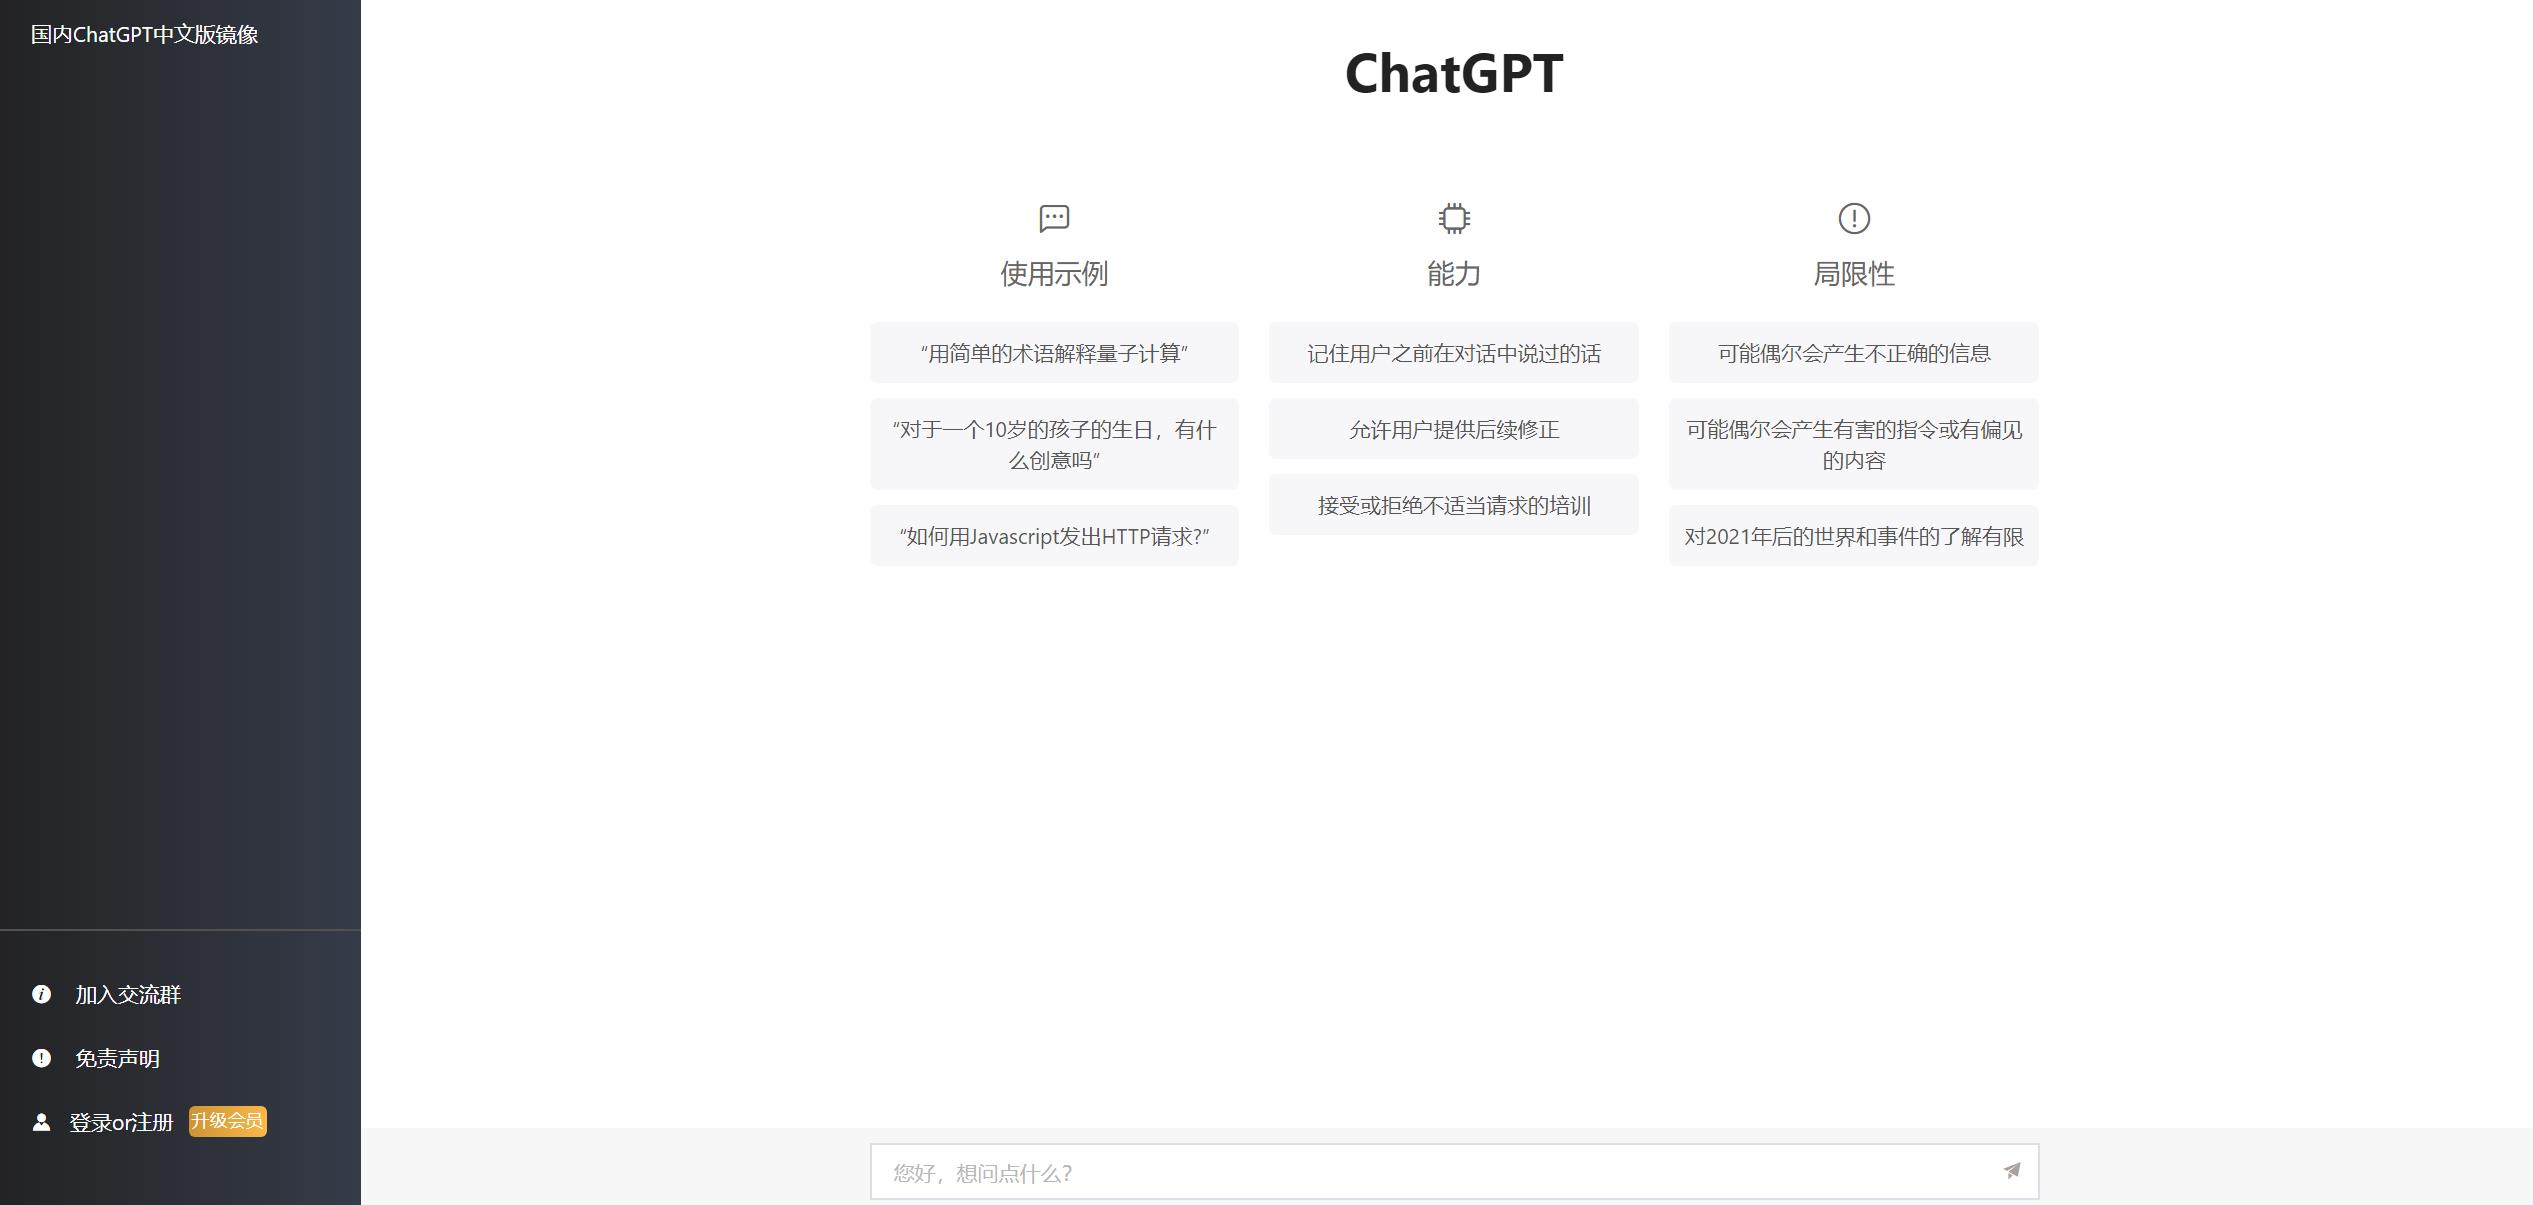 国内ChatGPT中文版镜像
ChatGPT
使用示例
“用简单的术语解释量子计算”
“对于一个10岁的孩子的生日，有什
么创意吗”
“如何用Javascript发出HTTP请求?”
能力
记住用户之前在对话中说过的话
允许用户提供后续修正
接受或拒绝不适当请求的培训
局限性
可能偶尔会产生不正确的信息
可能偶尔会产生有害的指令或有偏见
的内容
对2021年后的世界和事件的了解有限
加入交流群
免责声明
登录or注册 升级会员
您好，想问点什么?